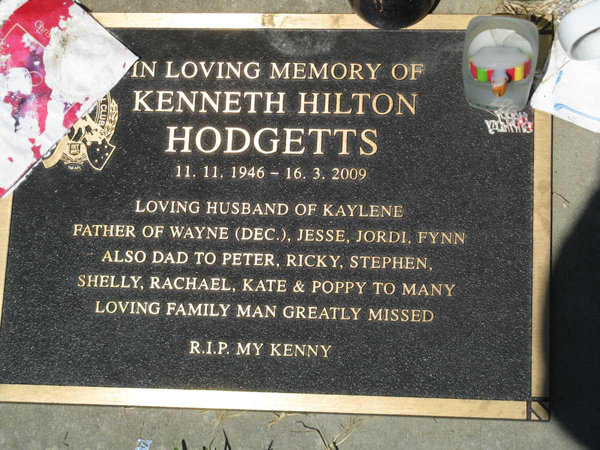 IN LOVING MEMORY OF
KENNETH HILTON
HODGETTS
11. 11. 1946 – 16. 3. 2009
LOVING HUSBAND OF KAYLENE
FATHER OF WAYNE (DEC.), JESSE, JORDI, FYNN
ALSO DAD TO PETER, RICKY, STEPHEN,
SHELLY, RACHAEL, KATE & POPPY TO MANY
LOVING FAMILY MAN GREATLY MISSED
R.I.P. MY KENNY